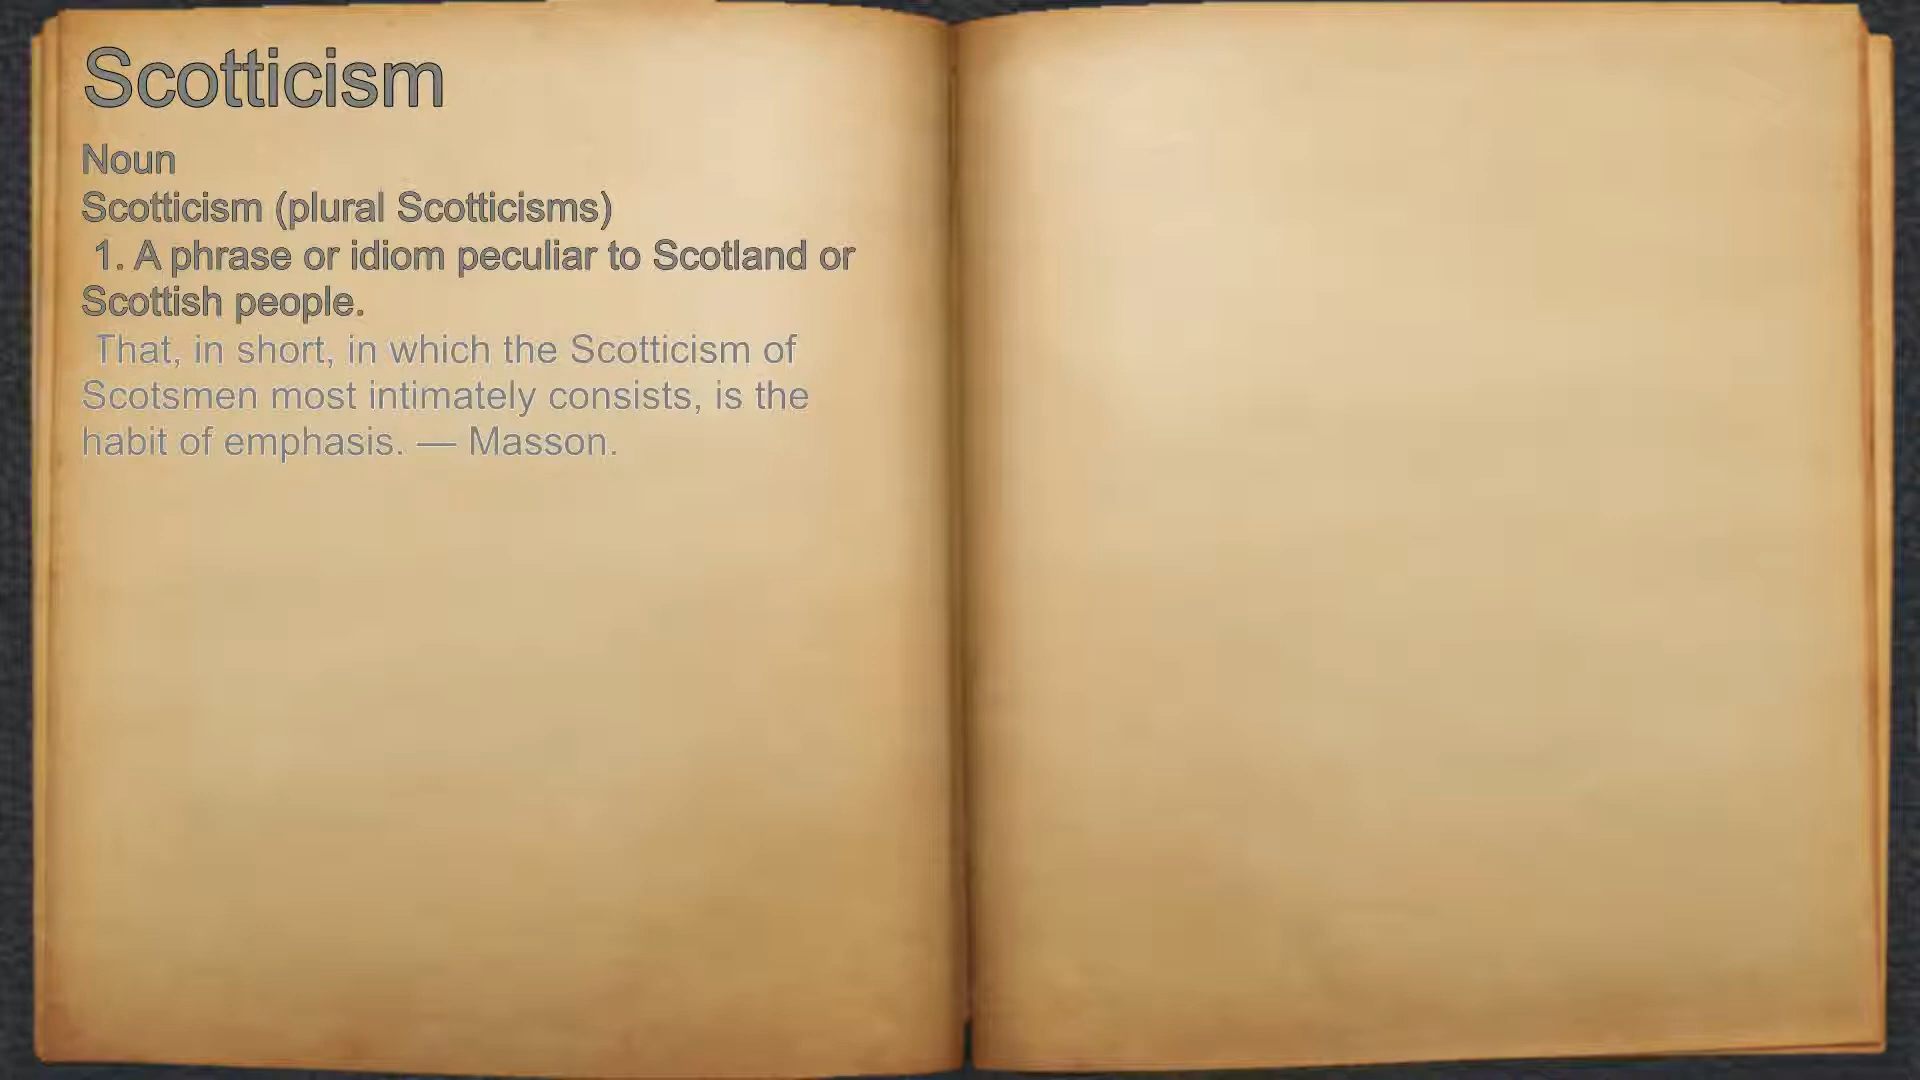 Scotticism
Noun
Scotticism (plural Scotticisms)
1. A phrase or idiom peculiar to Scotland or
Scottish people.
That, in short, in which the Scotticism of
Scotsmen most intimately consists, is the
habit of emphasis. — Masson.